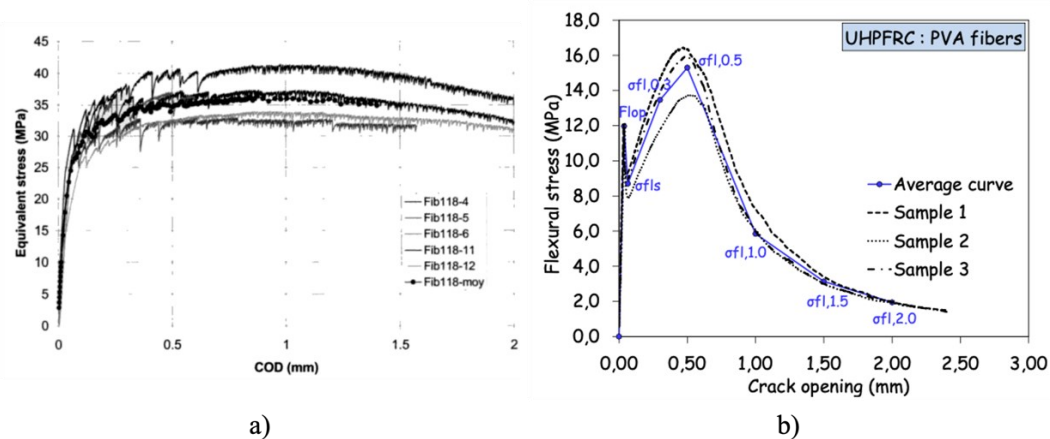 45
40
35
30
25
20
15
10
5
0
Equivalent stress (MPa)
Fib118-4
Fib118-5
Fib118-6
Fib118-11
Fib118-12
Fib118-moy
0 0.5 1 1.5 2
COD (mm)
a)
18,0
16,0
14,0
12,0
10,0
8,0
6,0
4,0
2,0
0,0
Flexural stress (MPa)
UHPFRC : PVA fibers
σfl,0.5
σfl,0.3
Flop
σfls
Average curve
Sample 1
Sample 2
Sample 3
σfl,1.0
σfl,1.5
σfl,2.0
0,00 0,50 1,00 1,50 2,00 2,50 3,00
Crack opening (mm)
b)